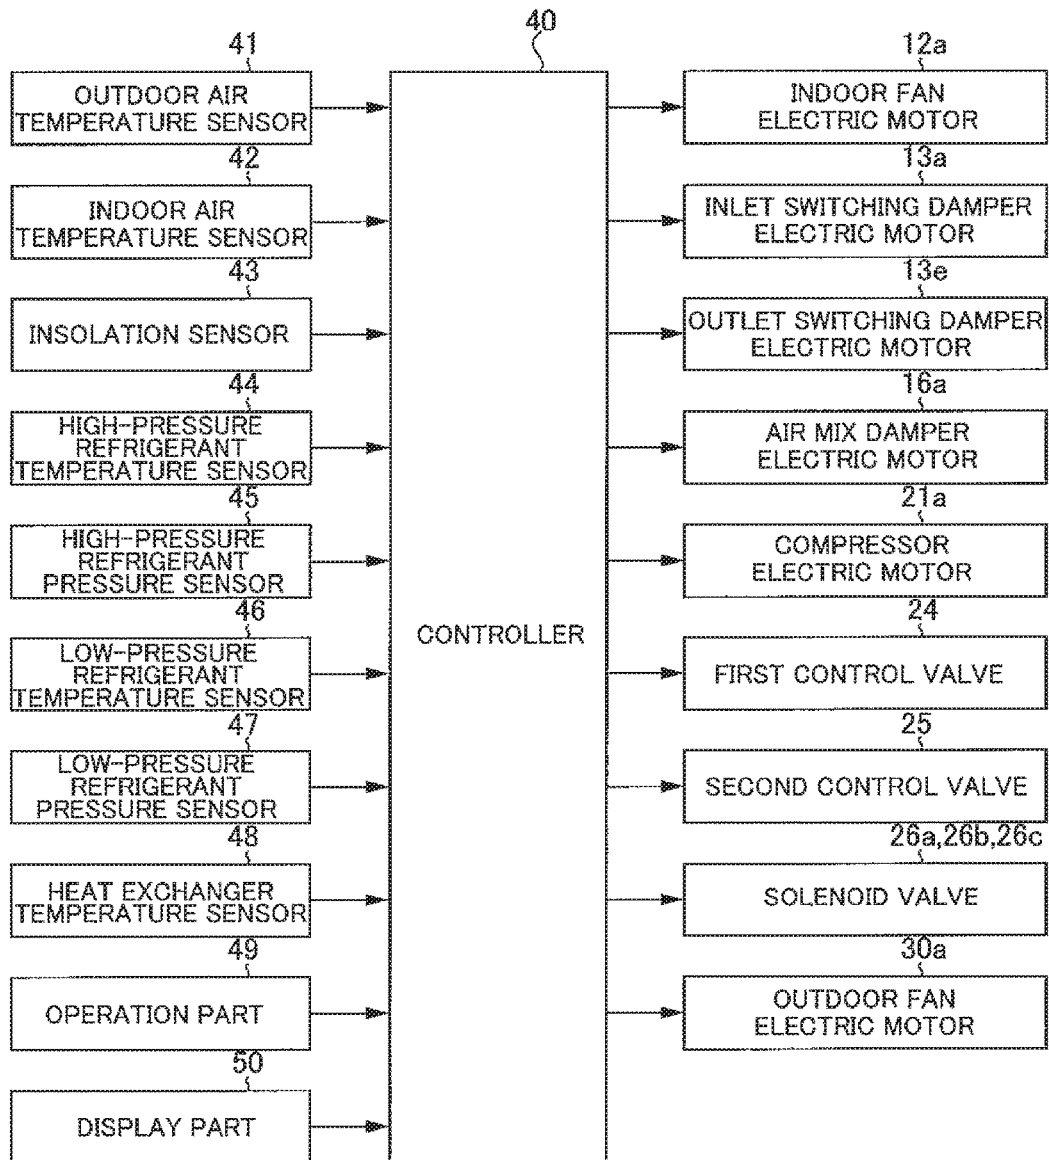 40
41
OUTDOOR AIR
TEMPERATURE SENSOR
42
INDOOR AIR
TEMPERATURE SENSOR
43
INSOLATION SENSOR
44
HIGH-PRESSURE
REFRIGERANT
TEMPERATURE SENSOR
45
HIGH-PRESSURE
REFRIGERANT
PRESSURE SENSOR
46
LOW-PRESSURE
REFRIGERANT
TEMPERATURE SENSOR
47
LOW-PRESSURE
REFRIGERANT
PRESSURE SENSOR
48
HEAT EXCHANGER
TEMPERATURE SENSOR
49
OPERATION PART
50
DISPLAY PART
CONTROLLER
12a
INDOOR FAN
ELECTRIC MOTOR
13a
INLET SWITCHING DAMPER
ELECTRIC MOTOR
13e
OUTLET SWITCHING DAMPER
ELECTRIC MOTOR
16a
AIR MIX DAMPER
ELECTRIC MOTOR
21a
COMPRESSOR
ELECTRIC MOTOR
24
FIRST CONTROL VALVE
25
SECOND CONTROL VALVE
26a,26b,26c
SOLENOID VALVE
30a
OUTDOOR FAN
ELECTRIC MOTOR